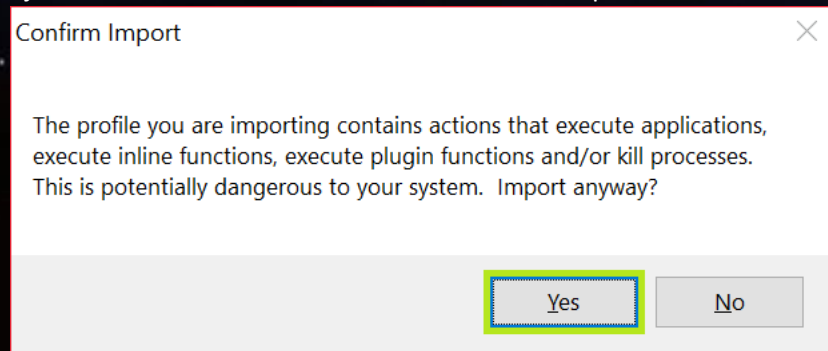 Confirm Import
The profile you are importing contains actions that execute applications,
execute inline functions, execute plugin functions and/or kill processes.
This is potentially dangerous to your system.  Import anyway?
Yes
No